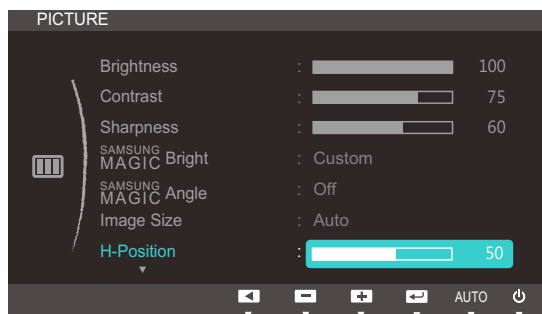 PICTURE
Brightness : 100
Contrast : 75
Sharpness : 60
SAMSUNG MAGIC Bright : Custom
SAMSUNG MAGIC Angle : Off
Image Size : Auto
H-Position : 50
AUTO